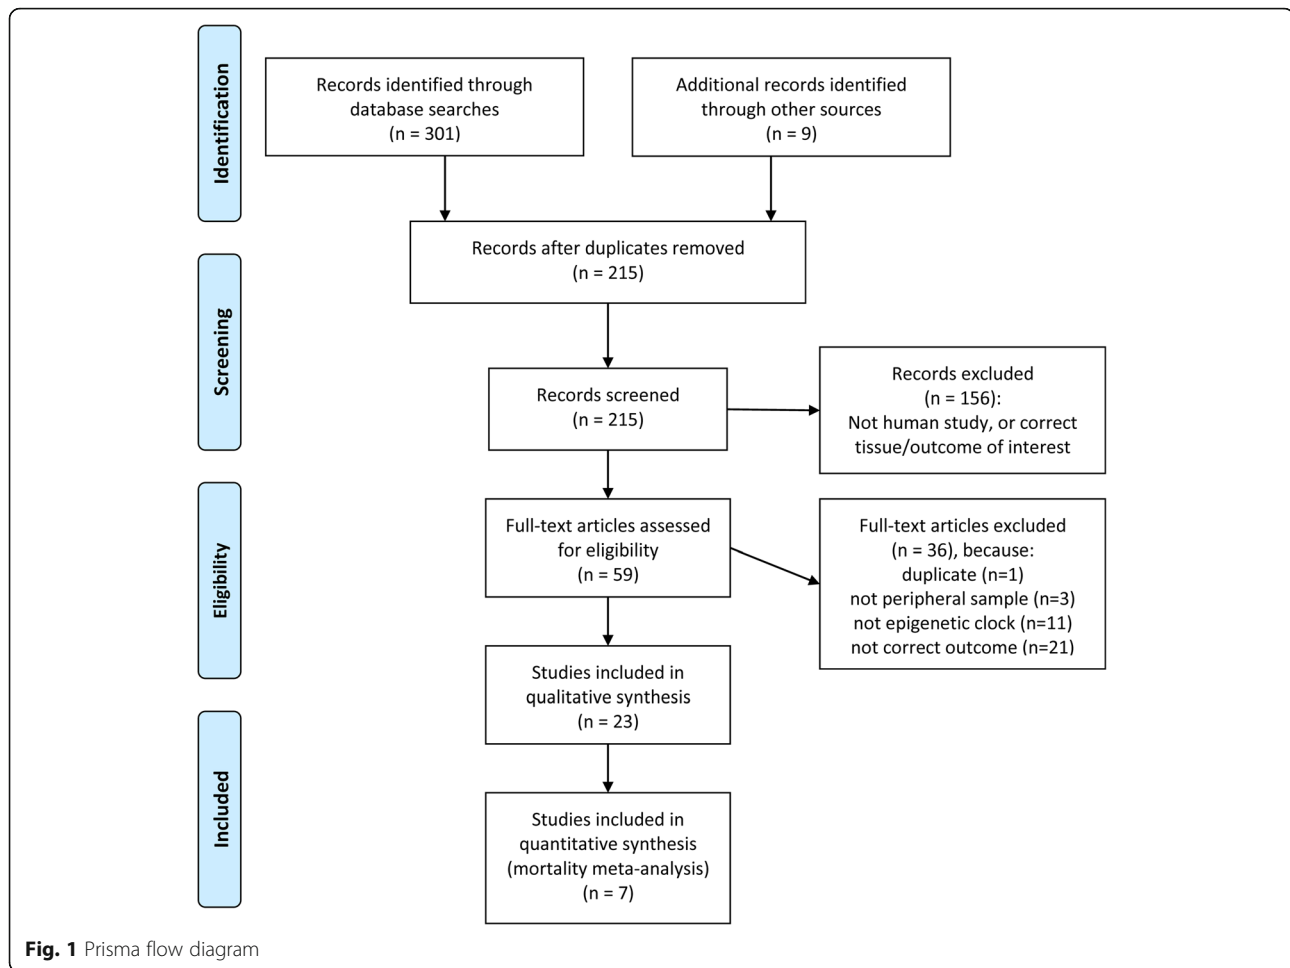 Identification
Records identified through
database searches
(n = 301)
Additional records identified
through other sources
(n = 9)
Records after duplicates removed
(n = 215)
Screening
Records screened
(n = 215)
Records excluded
(n = 156):
Not human study, or correct
tissue/outcome of interest
Eligibility
Full-text articles assessed
for eligibility
(n = 59)
Full-text articles excluded
(n = 36), because:
duplicate (n=1)
not peripheral sample (n=3)
not epigenetic clock (n=11)
not correct outcome (n=21)
Studies included in
qualitative synthesis
(n = 23)
Included
Studies included in
quantitative synthesis
(mortality meta-analysis)
(n = 7)
Fig. 1 Prisma flow diagram